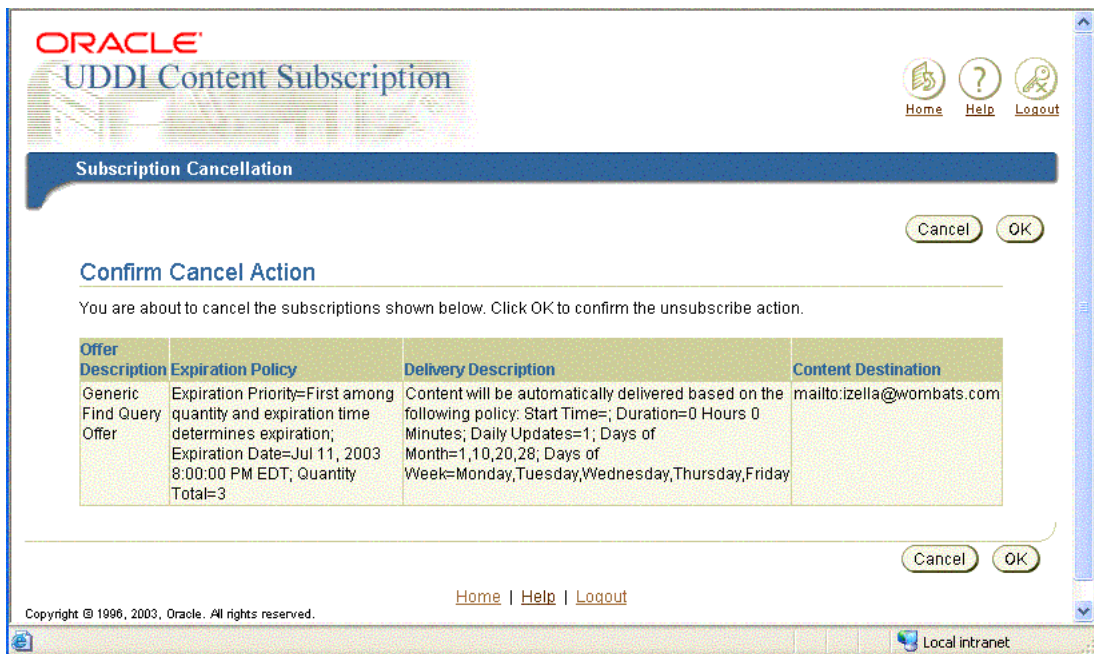 ORACLE
UDDI Content Subscription
Home Help Logout
Subscription Cancellation
Cancel OK
Confirm Cancel Action
You are about to cancel the subscriptions shown below. Click OK to confirm the unsubscribe action.
Offer
Description Expiration Policy Delivery Description Content Destination
Generic Expiration Priority=First among Content will be automatically delivered based on the mailto:izella@wombats.com
Find Query quantity and expiration time following policy: Start Time=; Duration=0 Hours 0
Offer determines expiration; Minutes; Daily Updates=1; Days of
Expiration Date=Jul 11, 2003 Month=1,10,20,28; Days of
8:00:00 PM EDT; Quantity Week=Monday,Tuesday,Wednesday,Thursday,Friday
Total=3
Cancel OK
Home | Help | Logout
Copyright © 1996, 2003, Oracle. All rights reserved.
Local intranet